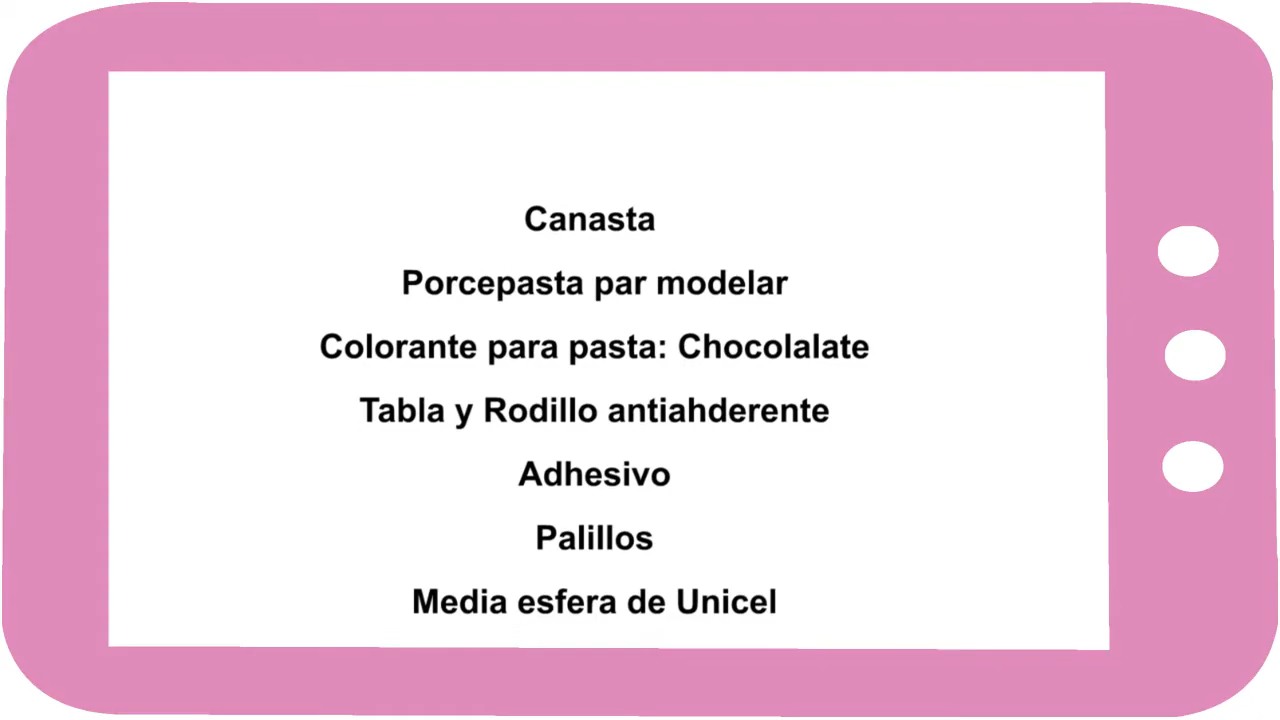 Canasta
Porcepasta par modelar
Colorante para pasta: Chocolalate
Tabla y Rodillo antiahderente
Adhesivo
Palillos
Media esfera de Unicel